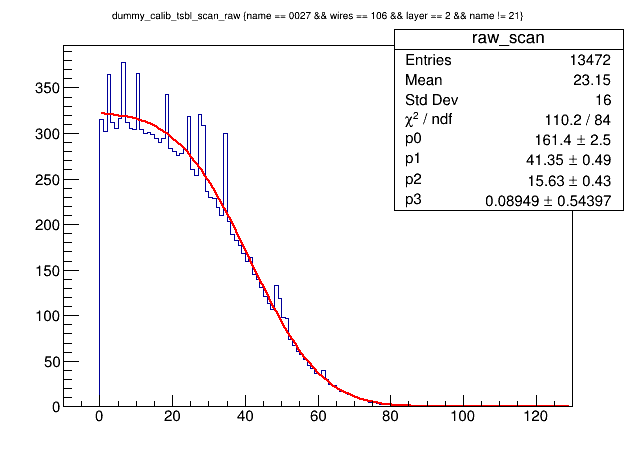 dummy_calib_tsbl_scan_raw {name == 0027 && wires == 106 && layer == 2 && name != 21}
raw_scan
Entries 13472
Mean 23.15
Std Dev 16
χ² / ndf 110.2 / 84
p0 161.4 ± 2.5
p1 41.35 ± 0.49
p2 15.63 ± 0.43
p3 0.08949 ± 0.54397
350
300
250
200
150
100
50
0
0 20 40 60 80 100 120